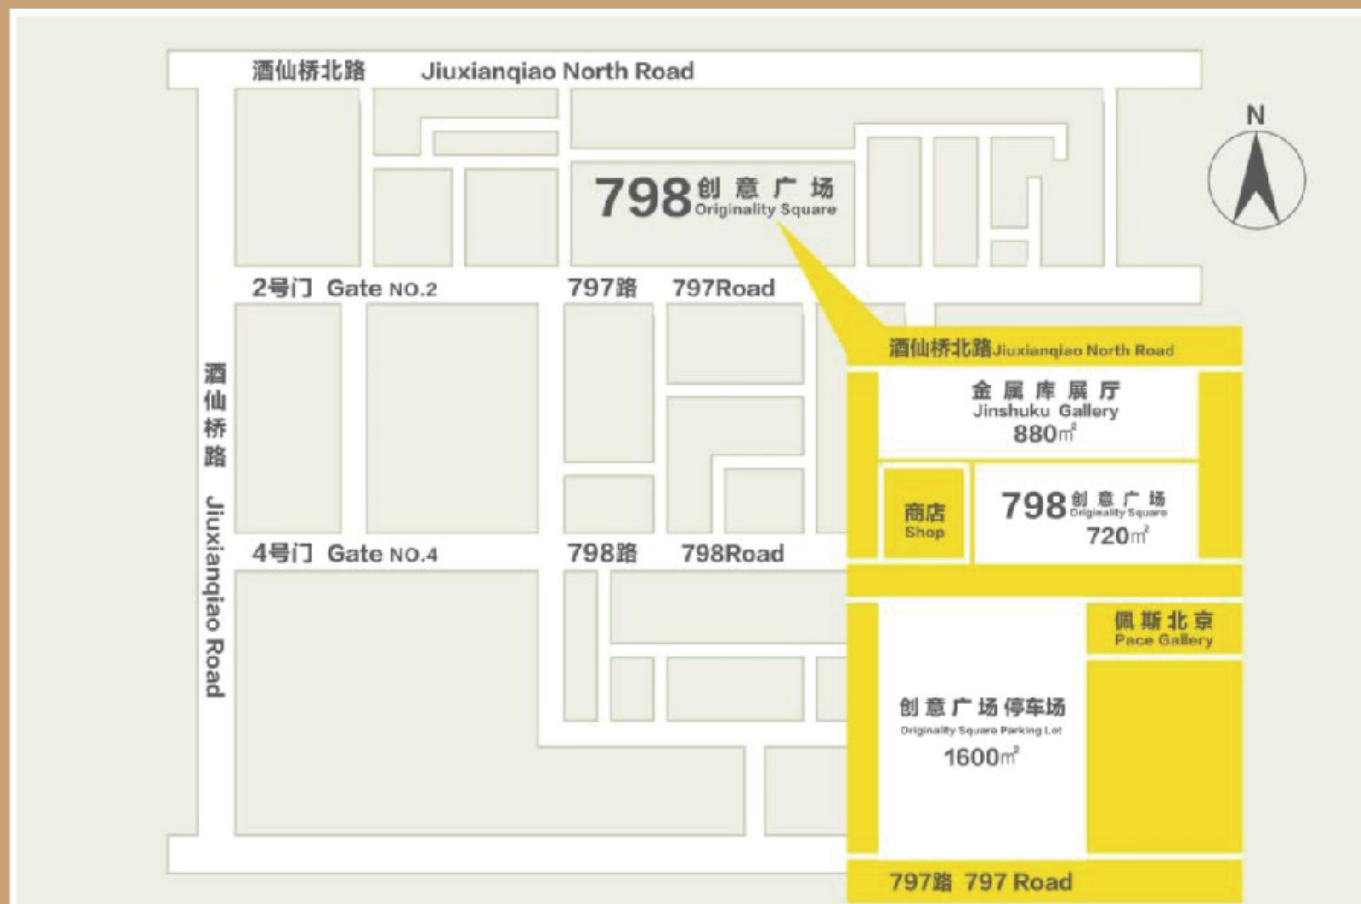 酒仙桥北路 Jiuxianqiao North Road
N
798 创意广场
Originality Square
2号门 Gate NO.2 797路 797Road
酒仙桥路 Jiuxianqiao Road
4号门 Gate NO.4 798路 798Road
酒仙桥北路Jiuxianqiao North Road
金属库展厅
Jinshuku Gallery
880㎡
商店
Shop
798 创意广场
Originality Square
720㎡
佩斯北京
Pace Gallery
创意广场 停车场
Originality Square Parking Lot
1600㎡
797路 797 Road